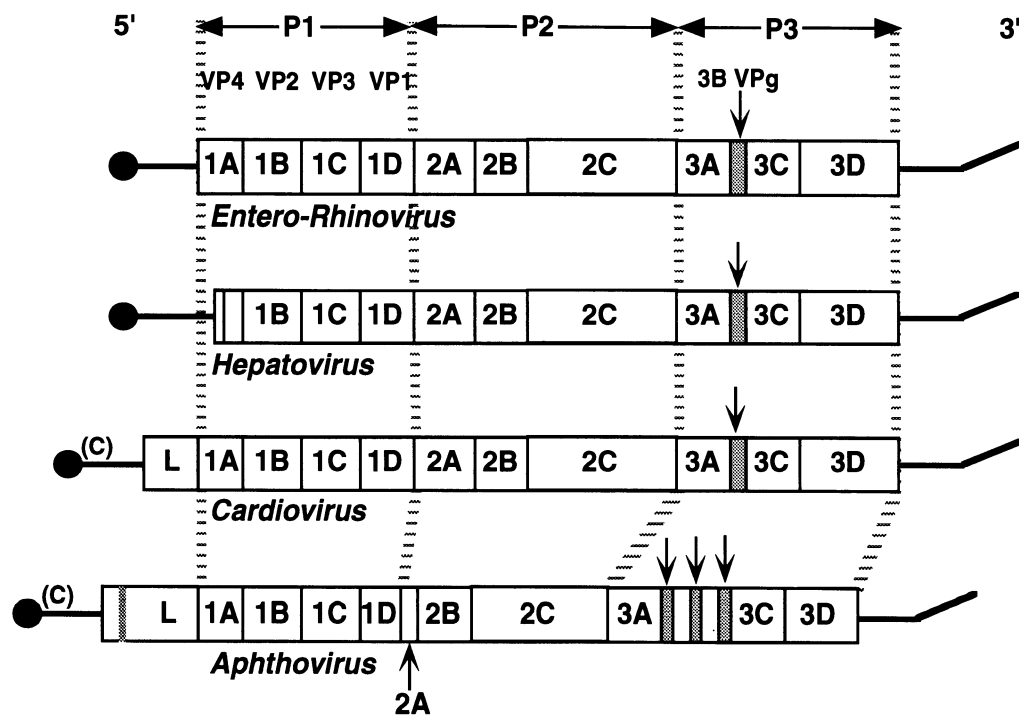 5' P1 P2 P3 3'
VP4 VP2 VP3 VP1 3B VPg
1A 1B 1C 1D 2A 2B 2C 3A 3C 3D
Entero-Rhinovirus
1B 1C 1D 2A 2B 2C 3A 3C 3D
Hepatovirus
(C) L 1A 1B 1C 1D 2A 2B 2C 3A 3C 3D
Cardiovirus
(C) L 1A 1B 1C 1D 2B 2C 3A 3C 3D
Aphthovirus
2A